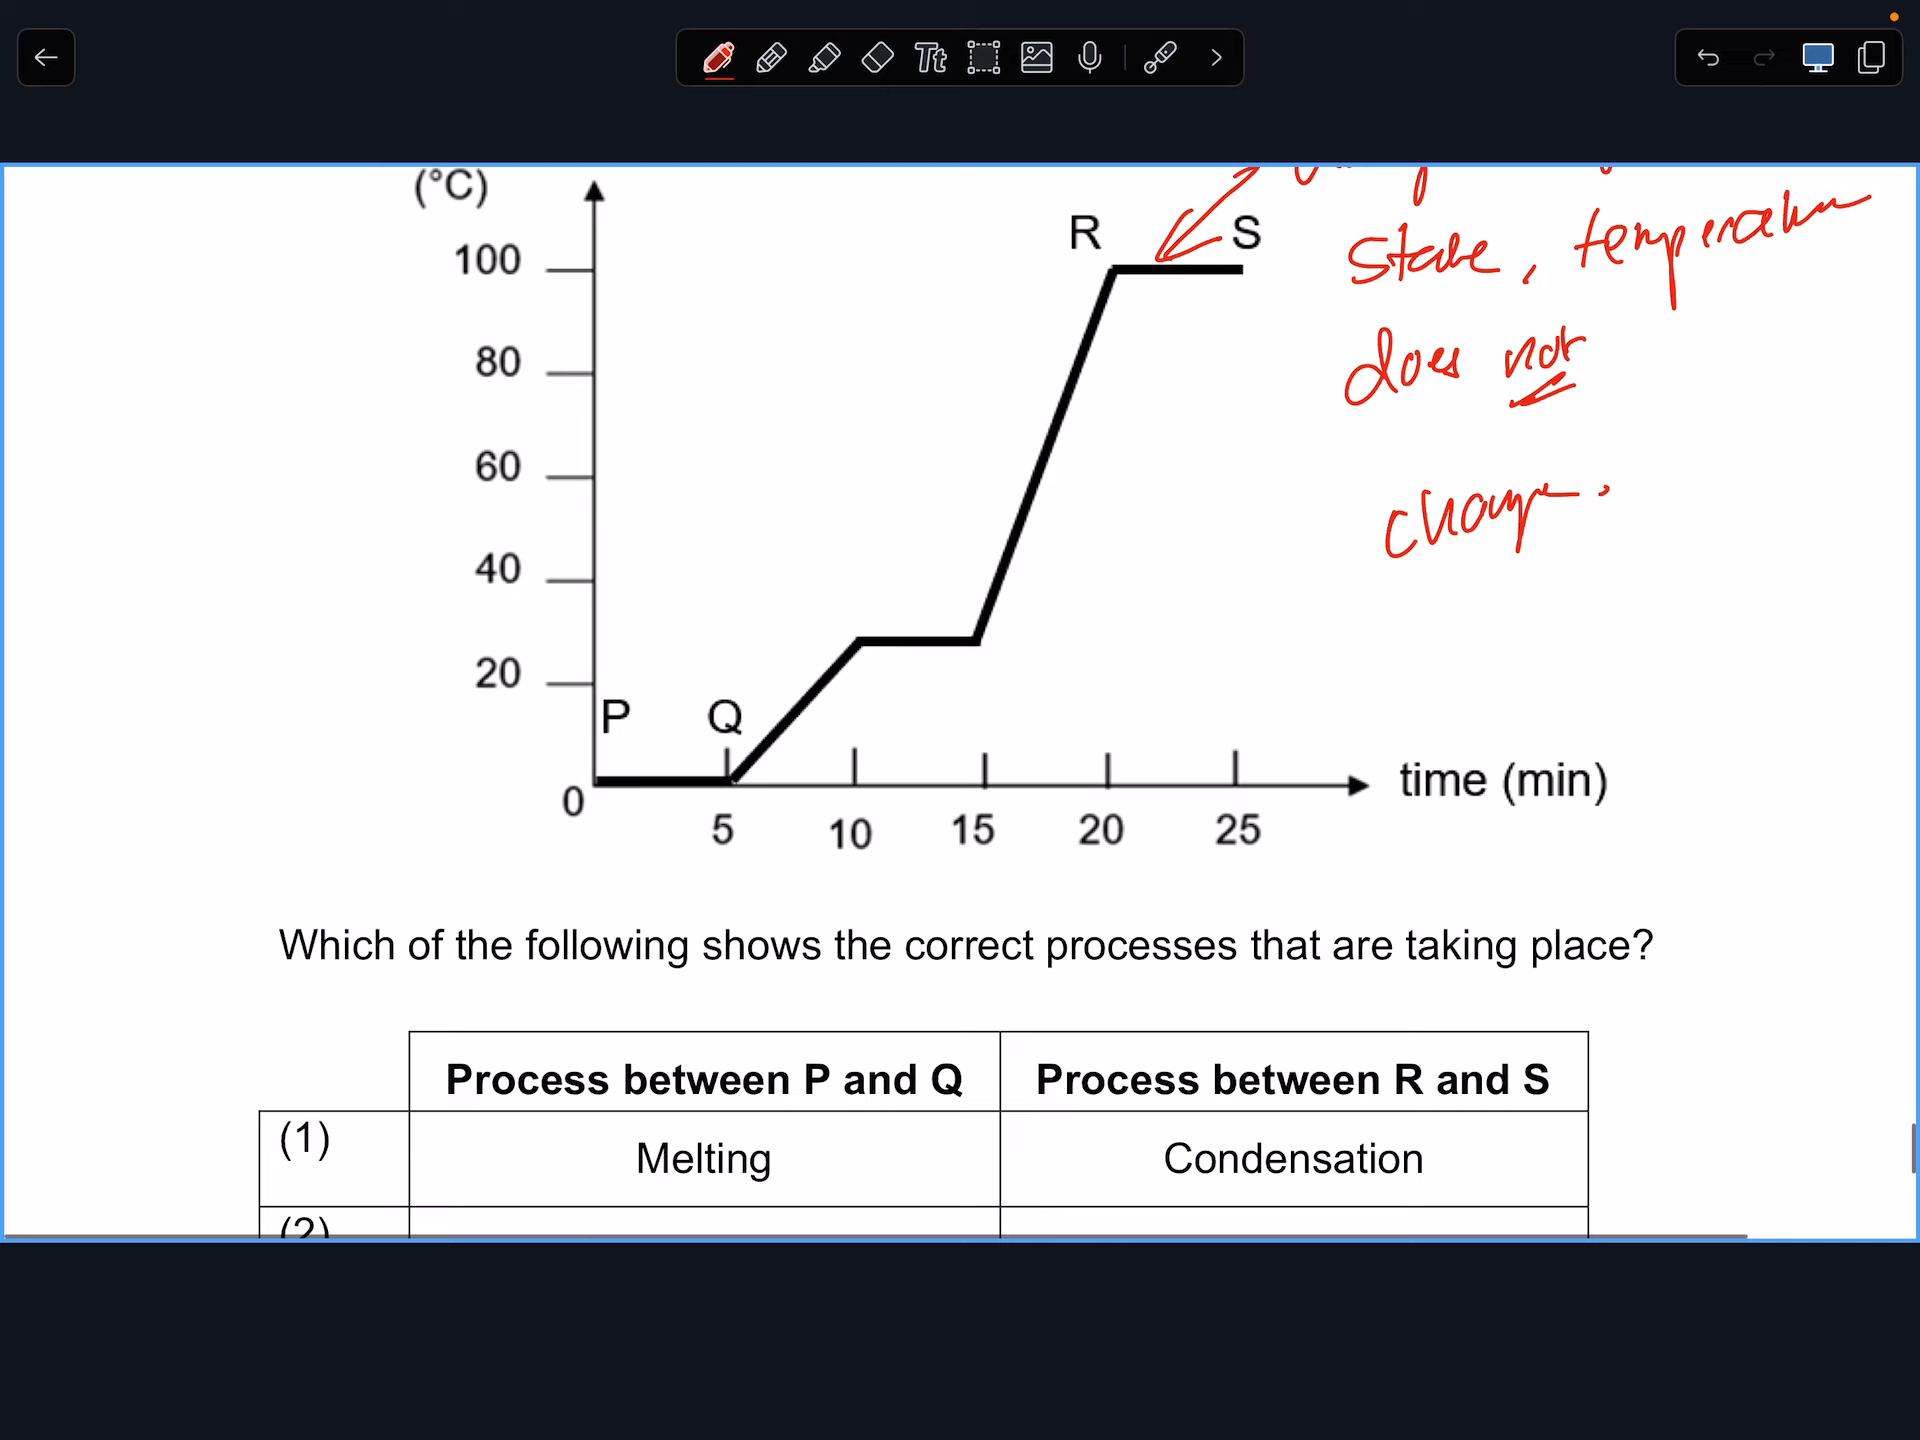 Tt
(°C)
R
S
state, temperature
100
does not
80
60
change.
40
20
P
Q
0
5
10
15
20
25
time (min)
Which of the following shows the correct processes that are taking place?
Process between P and Q
Process between R and S
(1)
Melting
Condensation
(2)